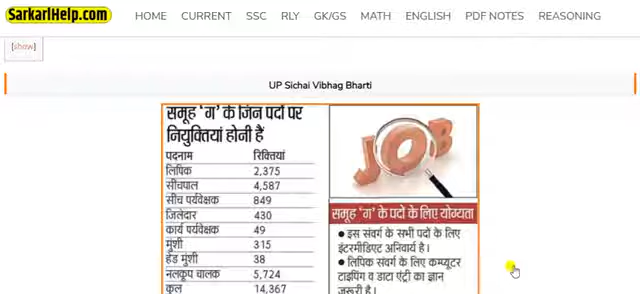 SarkariHelp.com
HOME CURRENT SSC RLY GK/GS MATH ENGLISH PDF NOTES REASONING
[show]
UP Sichai Vibhag Bharti
समूह ‘ग’ के जिन पदों पर
नियुक्तियां होनी हैं
पदनाम रिक्तियां
लिपिक 2,375
सींचपाल 4,587
सींच पर्यवेक्षक 849
जिलेदार 430
कार्य पर्यवेक्षक 49
मुंशी 315
हेड मुंशी 38
नलकूप चालक 5,724
कुल 14,367
JOB
समूह ‘ग’ के पदों के लिए योग्यता
● इस संवर्ग के सभी पदों के लिए
इंटरमीडिएट अनिवार्य है।
● लिपिक संवर्ग के लिए कम्प्यूटर
टाइपिंग व डाटा एंट्री का ज्ञान
जरूरी है।